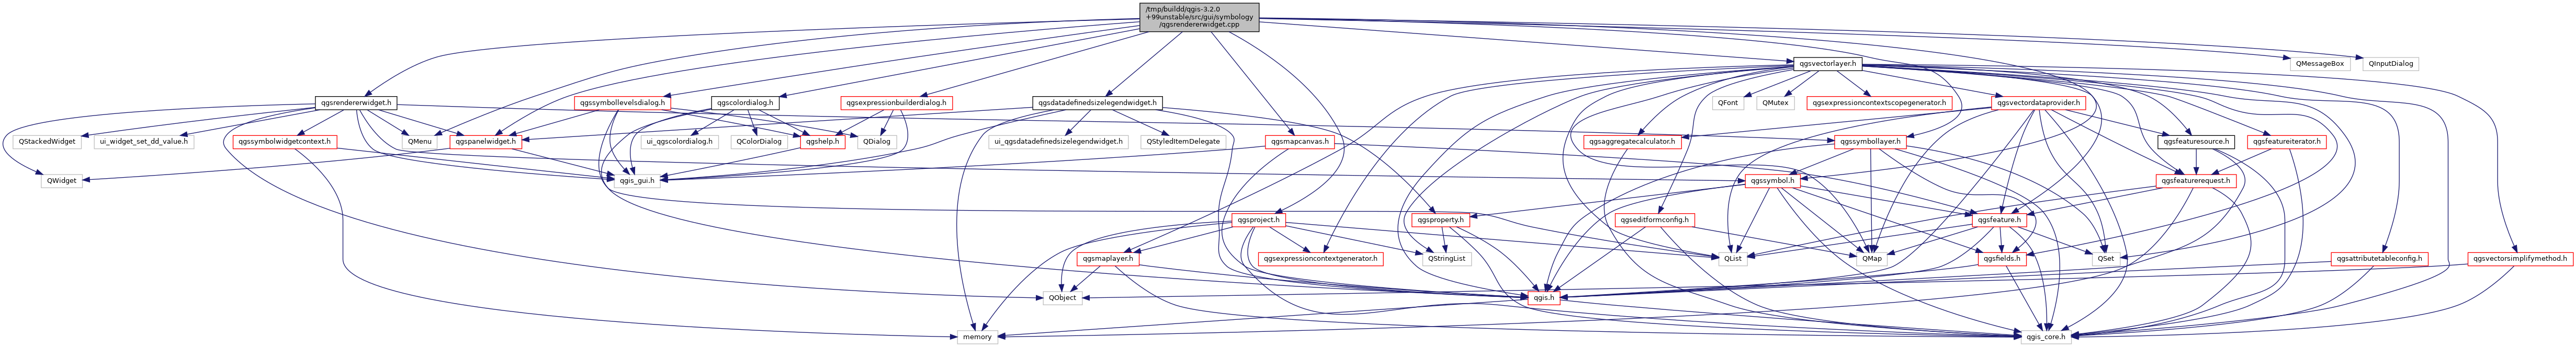 /tmp/buildd/qgis-3.2.0
+99unstable/src/gui/symbology
/qgsrendererwidget.cpp
qgsvectorlayer.h
QMessageBox
QInputDialog
qgsrendererwidget.h
qgssymbollevelsdialog.h
qgscolordialog.h
qgsexpressionbuilderdialog.h
qgsdatadefinedsizelegendwidget.h
QFont
QMutex
qgsexpressioncontextscopegenerator.h
qgsvectordataprovider.h
QStackedWidget
ui_widget_set_dd_value.h
qgssymbolwidgetcontext.h
QMenu
qgspanelwidget.h
ui_qgscolordialog.h
QColorDialog
qgshelp.h
QDialog
ui_qgsdatadefinedsizelegendwidget.h
QStyledItemDelegate
qgsmapcanvas.h
qgsaggregatecalculator.h
qgssymbollayer.h
qgsfeaturesource.h
qgsfeatureiterator.h
QWidget
qgis_gui.h
qgssymbol.h
qgsfeaturerequest.h
qgsproject.h
qgsproperty.h
qgseditformconfig.h
qgsfeature.h
qgsmaplayer.h
qgsexpressioncontextgenerator.h
QStringList
QList
QMap
qgsfields.h
QSet
qgsattributetableconfig.h
qgsvectorsimplifymethod.h
QObject
qgis.h
memory
qgis_core.h